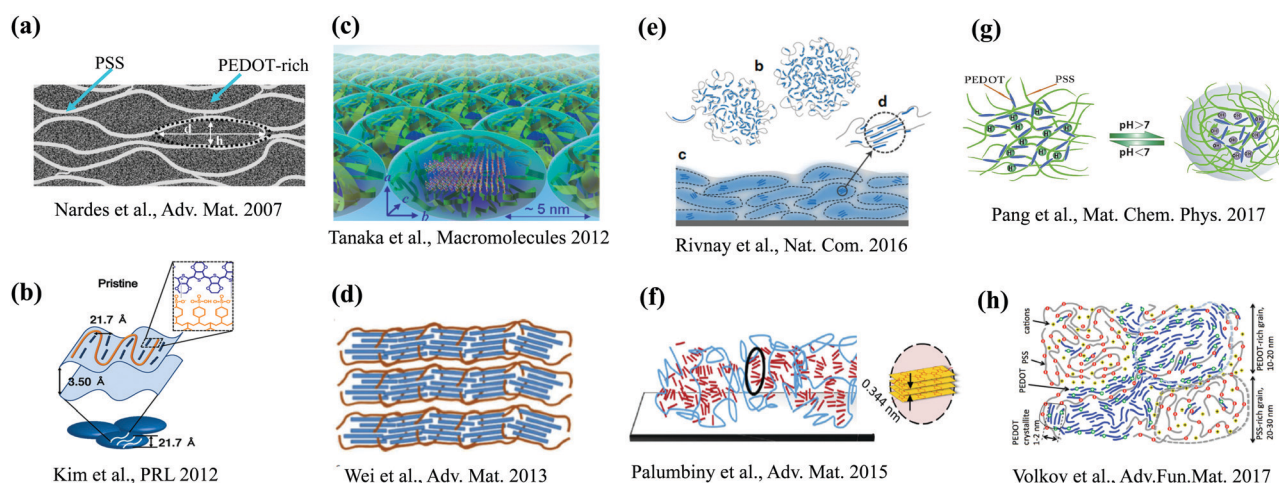 (a)
PSS
PEDOT-rich
d
h
Nardes et al., Adv. Mat. 2007
(b)
Pristine
21.7 Å
3.50 Å
21.7 Å
Kim et al., PRL 2012
(c)
a
c
b
~ 5 nm
Tanaka et al., Macromolecules 2012
(d)
Wei et al., Adv. Mat. 2013
(e)
b
d
c
Rivnay et al., Nat. Com. 2016
(f)
0.344 nm
Palumbiny et al., Adv. Mat. 2015
(g)
PEDOT
PSS
pH>7
pH<7
Pang et al., Mat. Chem. Phys. 2017
(h)
cations
PSS
PEDOT
PEDOT
crystallite
1-2 nm
PEDOT-rich grain,
10-20 nm
PSS-rich grain,
20-30 nm
Volkov et al., Adv.Fun.Mat. 2017